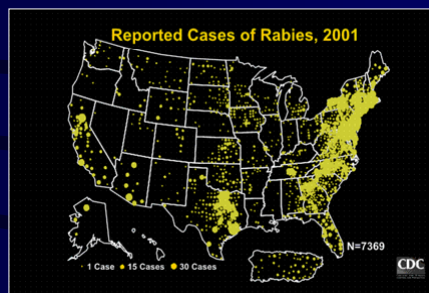 Reported Cases of Rabies, 2001
N=7369
1 Case 15 Cases 30 Cases
CDC